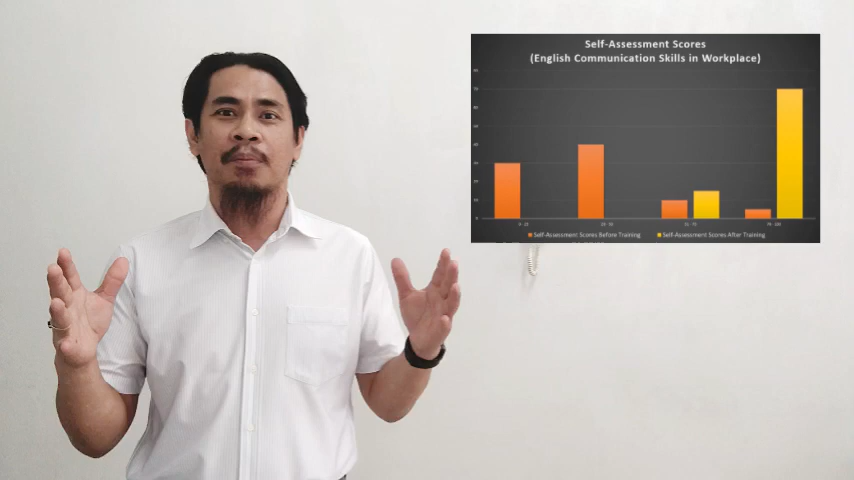 Self-Assessment Scores
(English Communication Skills in Workplace)
Self-Assessment Scores Before Training
Self-Assessment Scores After Training